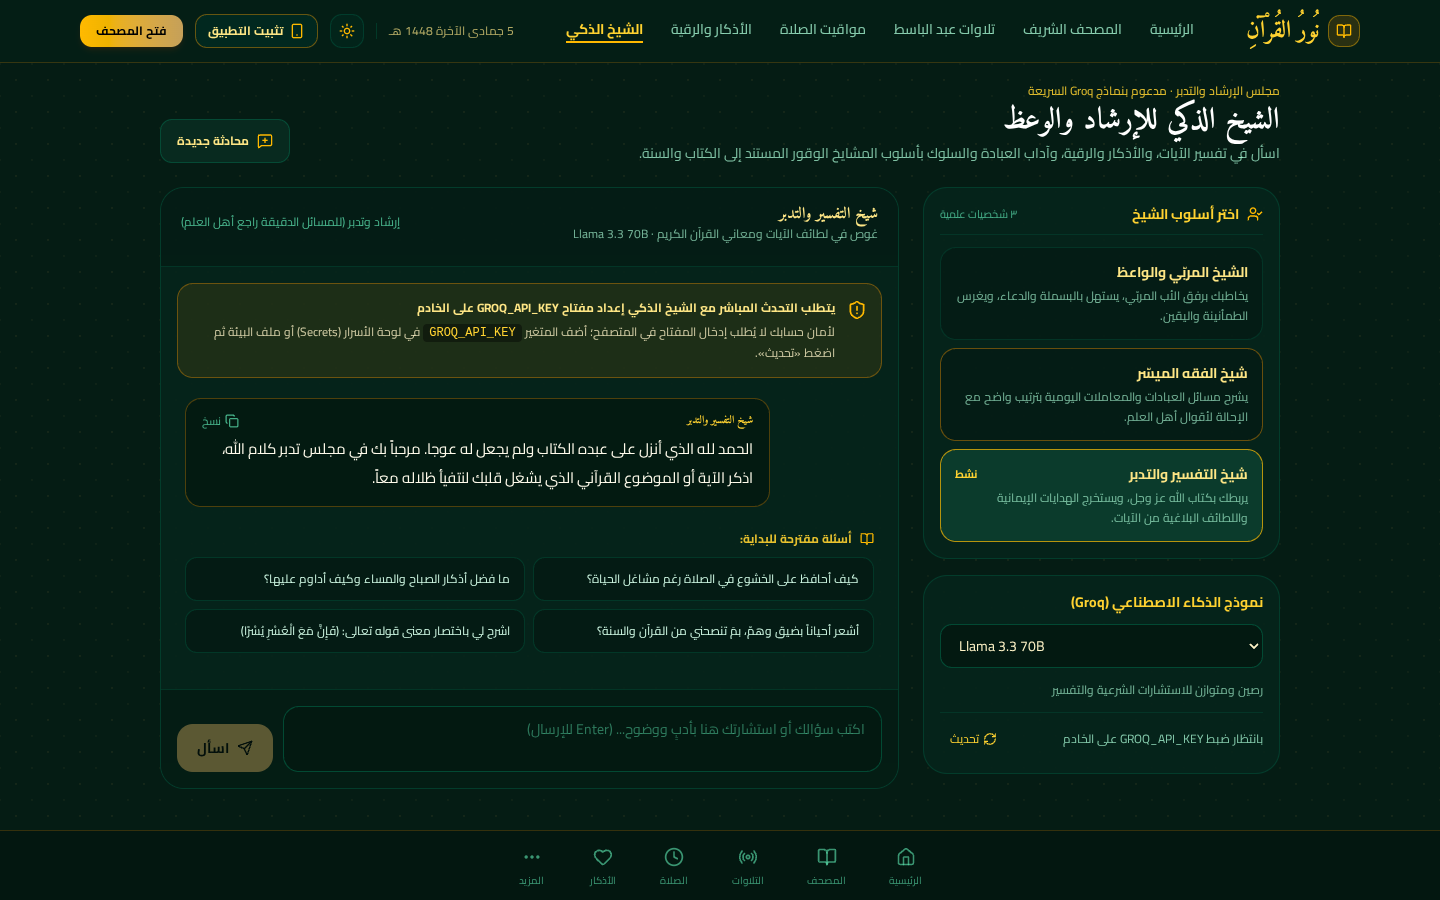 نُورُ القُرآنِ
الرئيسية
المصحف الشريف
تلاوات عبد الباسط
مواقيت الصلاة
الأذكار والرقية
الشيخ الذكي
5 جمادى الآخرة 1448 هـ
تثبيت التطبيق
فتح المصحف
مجلس الإرشاد والتدبر · مدعوم بنماذج Groq السريعة
الشيخ الذكي للإرشاد والوعظ
اسأل في تفسير الآيات، والأذكار والرقية، وآداب العبادة والسلوك بأسلوب المشايخ الوقور المستند إلى الكتاب والسنة.
محادثة جديدة
اختر أسلوب الشيخ
٣ شخصيات علمية
الشيخ المربّي والواعظ
يخاطبك برفق الأب المربّي، يستهل بالبسملة والدعاء، ويغرس
الطمأنينة واليقين.
شيخ الفقه الميسّر
يشرح مسائل العبادات والمعاملات اليومية بترتيب واضح مع
الإحالة لأقوال أهل العلم.
شيخ التفسير والتدبر
نشط
يربطك بكتاب الله عز وجل، ويستخرج الهدايات الإيمانية
واللطائف البلاغية من الآيات.
نموذج الذكاء الاصطناعي (Groq)
Llama 3.3 70B
رصين ومتوازن للاستشارات الشرعية والتفسير
بانتظار ضبط GROQ_API_KEY على الخادم
تحديث
شيخ التفسير والتدبر
غوص في لطائف الآيات ومعاني القرآن الكريم · Llama 3.3 70B
إرشاد وتدبر (للمسائل الدقيقة راجع أهل العلم)
يتطلب التحدث المباشر مع الشيخ الذكي إعداد مفتاح GROQ_API_KEY على الخادم
لأمان حسابك لا يُطلب إدخال المفتاح في المتصفح؛ أضف المتغير GROQ_API_KEY في لوحة الأسرار (Secrets) أو ملف البيئة ثم
اضغط «تحديث».
شيخ التفسير والتدبر
نسخ
الحمد لله الذي أنزل على عبده الكتاب ولم يجعل له عوجا. مرحباً بك في مجلس تدبر كلام الله،
اذكر الآية أو الموضوع القرآني الذي يشغل قلبك لنتفيأ ظلاله معاً.
أسئلة مقترحة للبداية:
كيف أحافظ على الخشوع في الصلاة رغم مشاغل الحياة؟
ما فضل أذكار الصباح والمساء وكيف أداوم عليها؟
أشعر أحياناً بضيق وهمّ، بمَ تنصحني من القرآن والسنة؟
اشرح لي باختصار معنى قوله تعالى: ﴿فَإِنَّ مَعَ الْعُسْرِ يُسْرًا﴾
اكتب سؤالك أو استشارتك هنا بأدبٍ ووضوح... (Enter للإرسال)
اسأل
الرئيسية
المصحف
التلاوات
الصلاة
الأذكار
المزيد